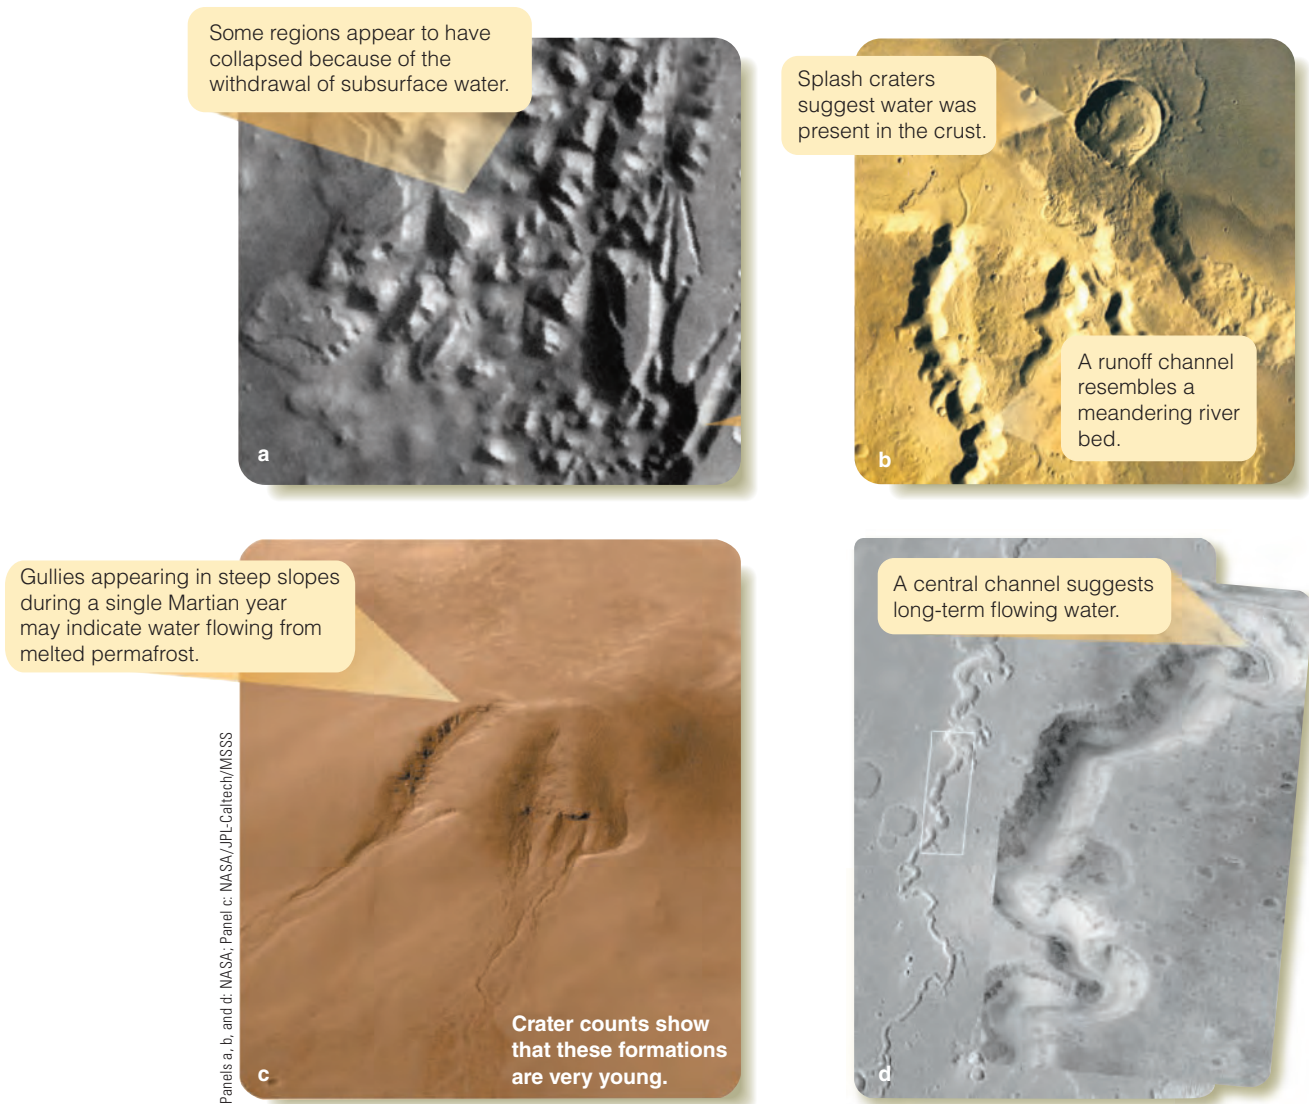 Some regions appear to have
collapsed because of the
withdrawal of subsurface water.
a
Splash craters
suggest water was
present in the crust.
A runoff channel
resembles a
meandering river
bed.
b
Gullies appearing in steep slopes
during a single Martian year
may indicate water flowing from
melted permafrost.
Crater counts show
that these formations
are very young.
c
A central channel suggests
long-term flowing water.
d
Panels a, b, and d: NASA; Panel c: NASA/JPL-Caltech/MSSS